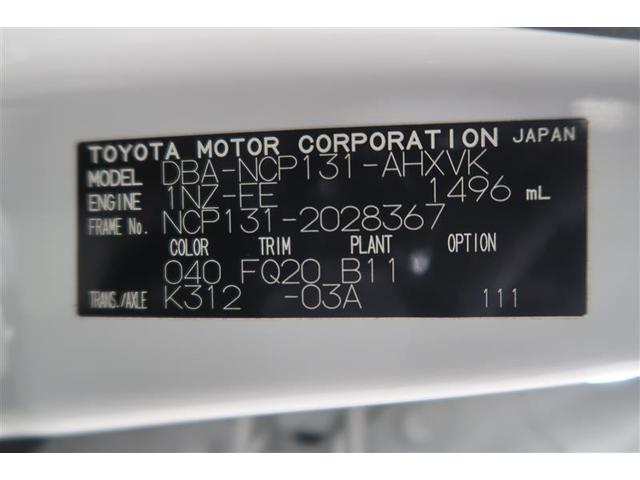 TOYOTA MOTOR CORPORATION JAPAN
MODEL DBA-NCP131-AHXVK
ENGINE 1NZ-FE 1496 mL
FRAME No. NCP131-2028367
COLOR TRIM PLANT OPTION
040 FQ20 B11
TRANS./AXLE K312 -03A 111